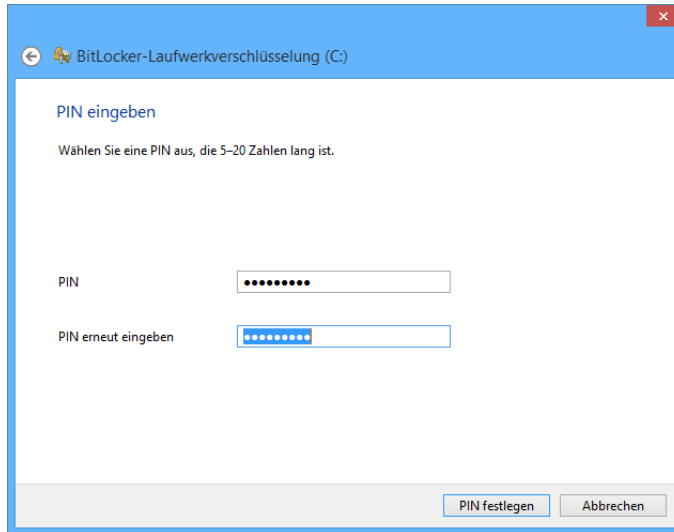 BitLocker-Laufwerkverschlüsselung (C:)
PIN eingeben
Wählen Sie eine PIN aus, die 5–20 Zahlen lang ist.
PIN
•••••••••
PIN erneut eingeben
•••••••••
PIN festlegen
Abbrechen